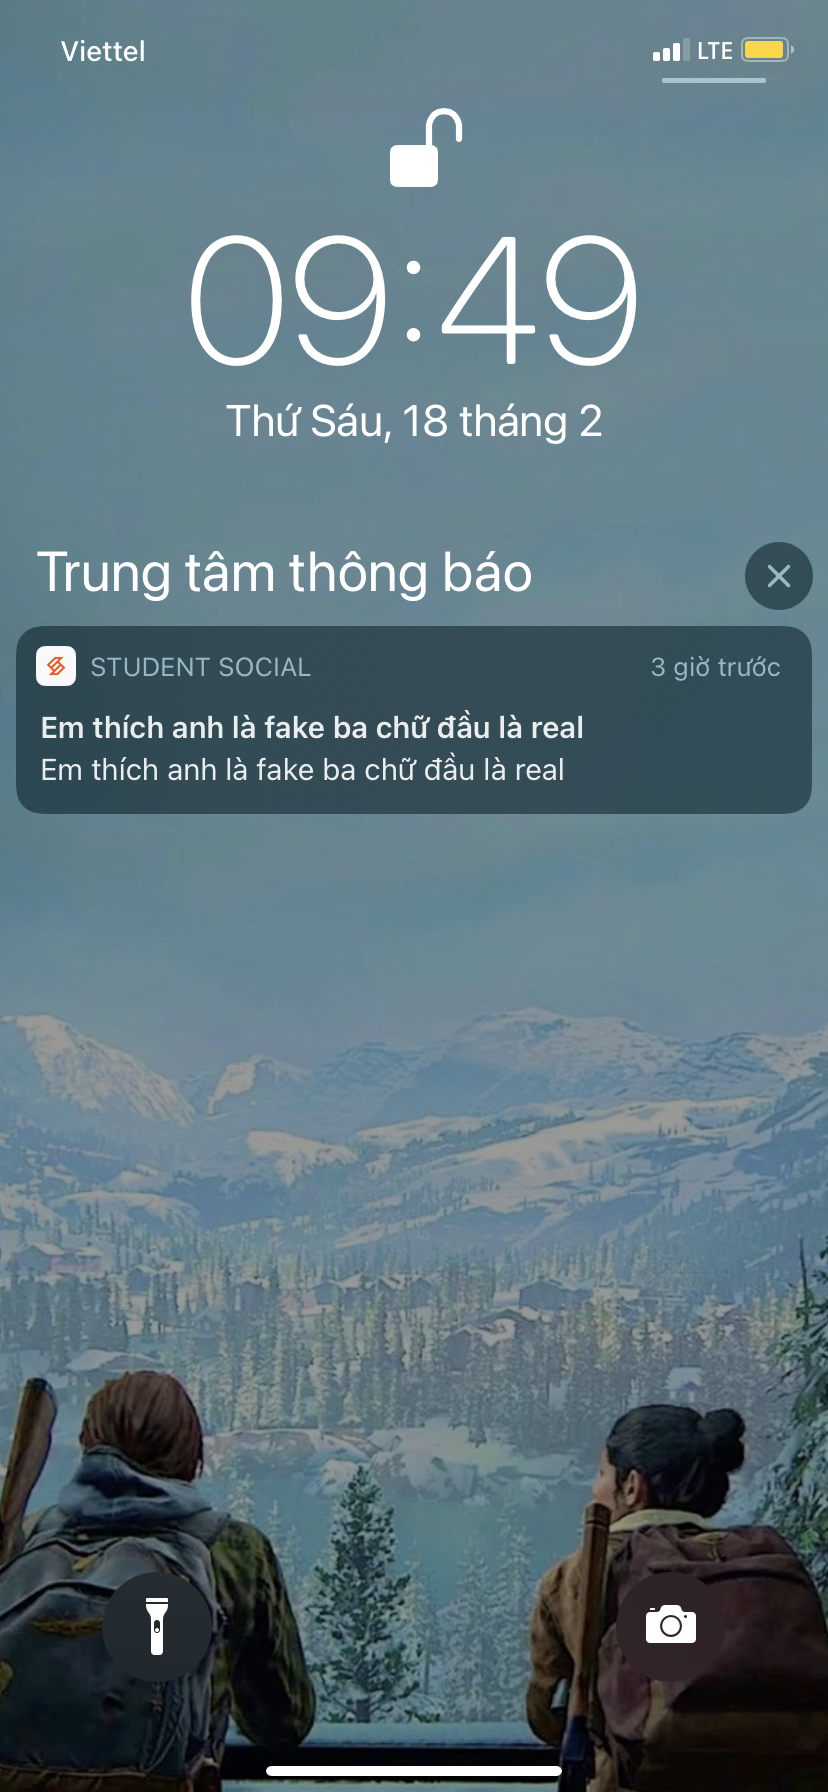 Viettel
LTE
09:49
Thứ Sáu, 18 tháng 2
Trung tâm thông báo
STUDENT SOCIAL
3 giờ trước
Em thích anh là fake ba chữ đầu là real
Em thích anh là fake ba chữ đầu là real